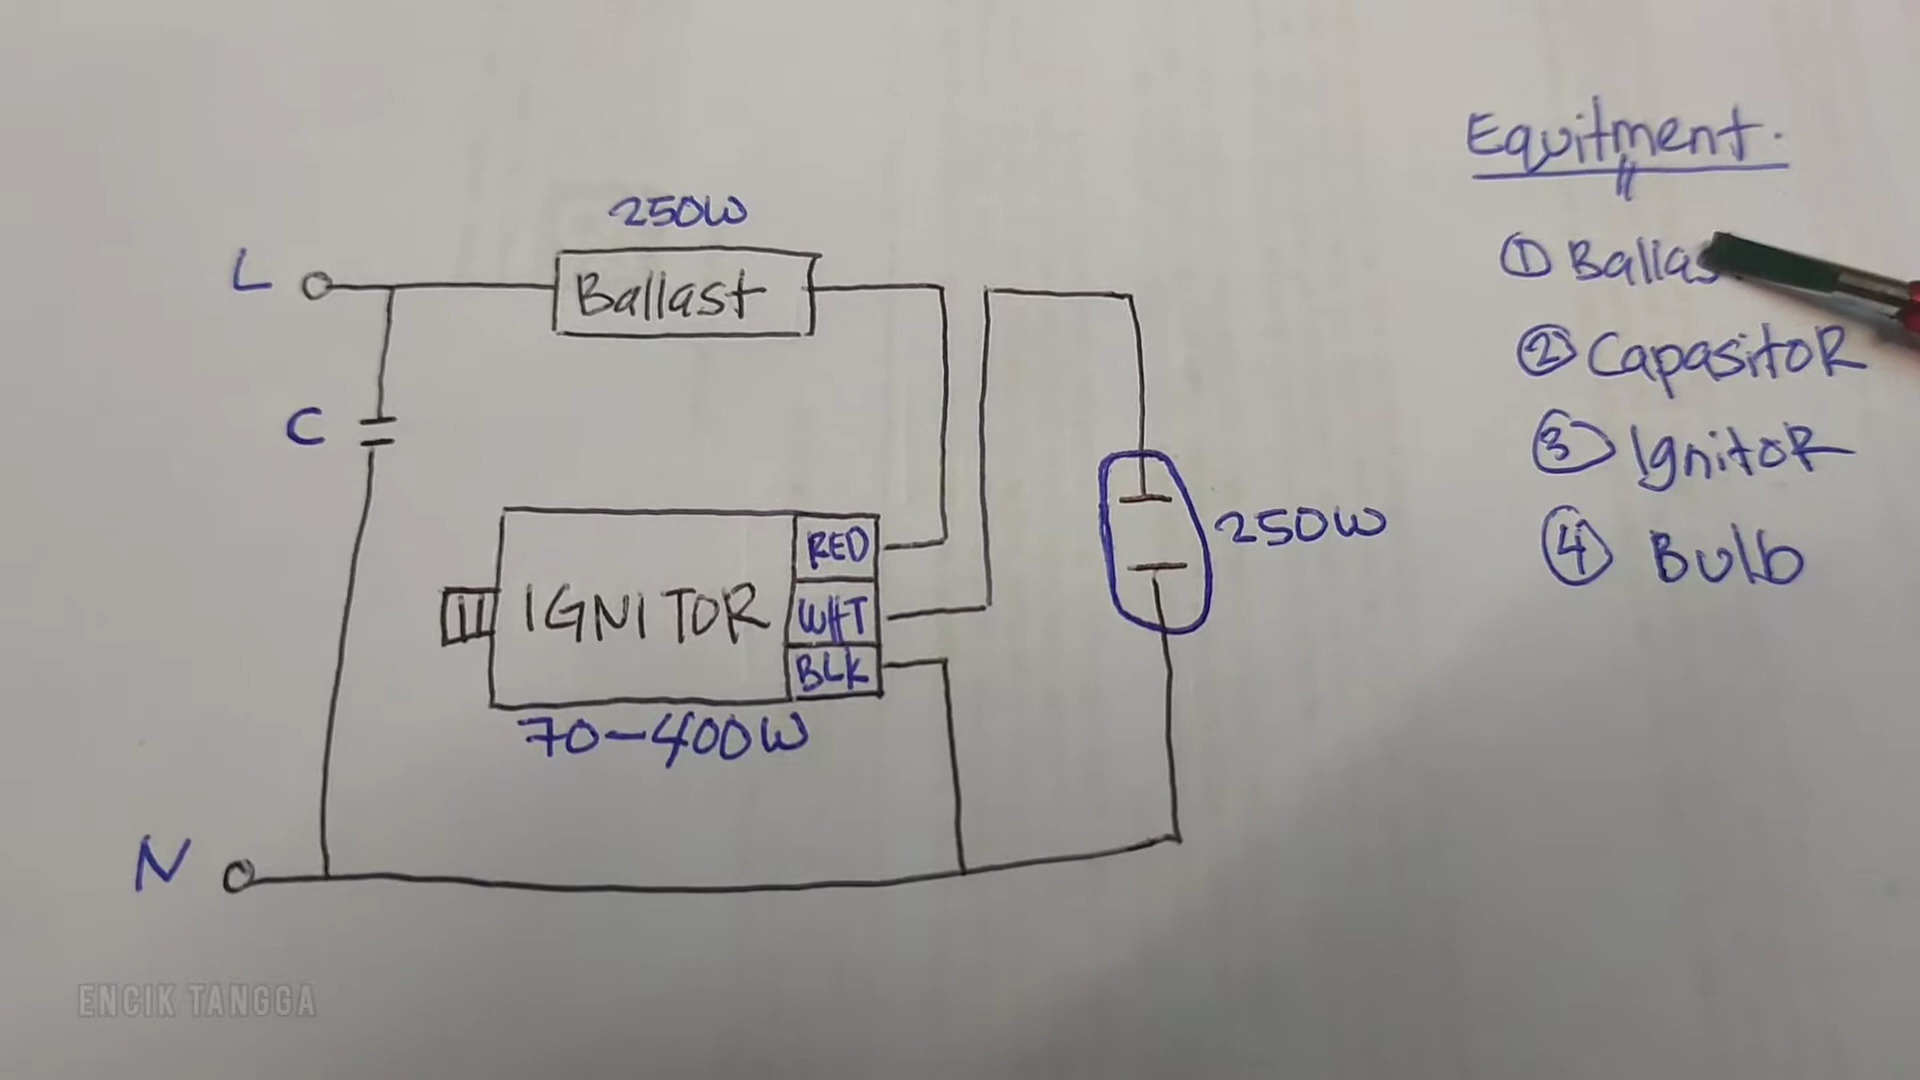 Equitment.
250W
L
Ballast
① Ballas
② CapasitoR
C
③ IgnitoR
RED
250W
④ Bulb
IGNITOR
WHT
BLK
70-400W
N
ENCIK TANGGA